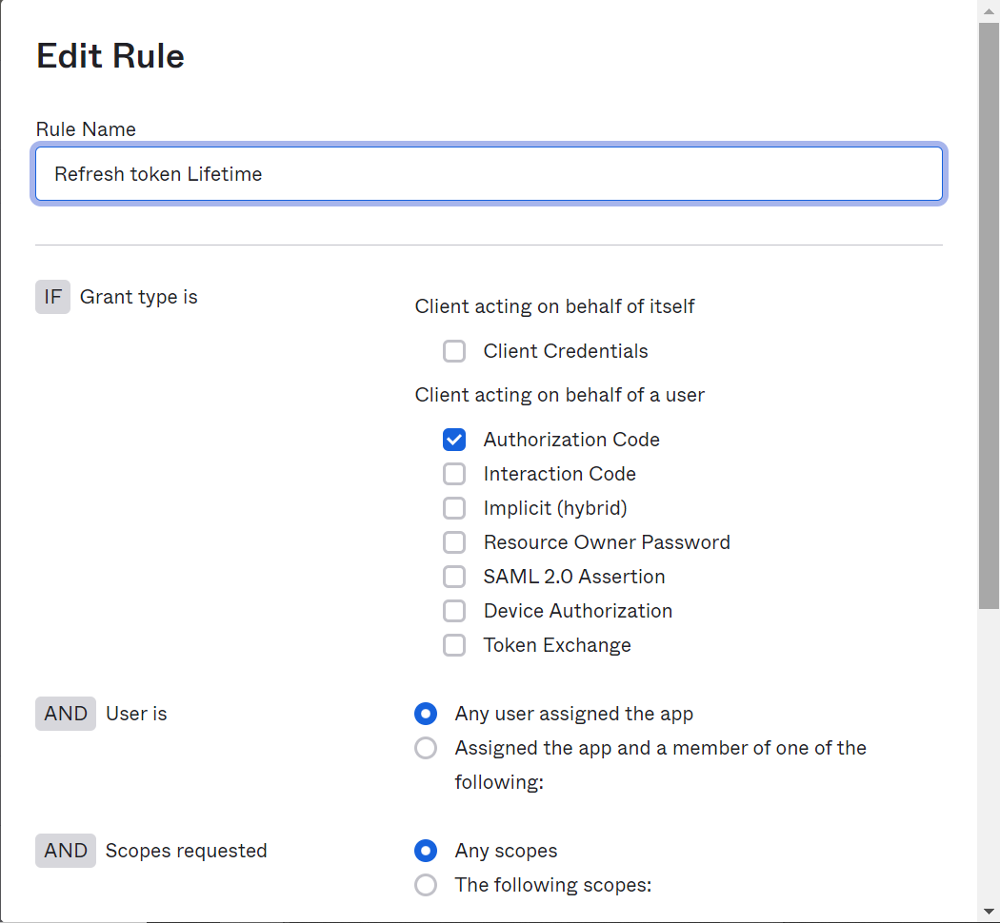 Edit Rule
Rule Name
Refresh token Lifetime
IF Grant type is
Client acting on behalf of itself
Client Credentials
Client acting on behalf of a user
Authorization Code
Interaction Code
Implicit (hybrid)
Resource Owner Password
SAML 2.0 Assertion
Device Authorization
Token Exchange
AND User is
Any user assigned the app
Assigned the app and a member of one of the
following:
AND Scopes requested
Any scopes
The following scopes: